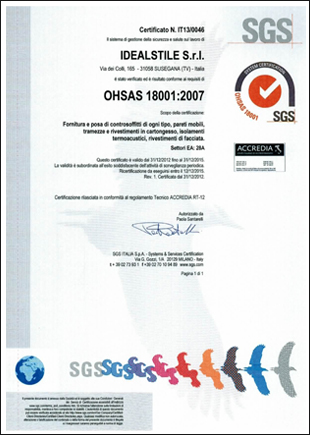 Certificato N. IT13/0046
SGS
Il sistema di gestione della sicurezza e salute sul lavoro di
IDEALSTILE S.r.l.
Via dei Colli, 165 - 31058 SUSEGANA (TV) - Italia
è stato verificato ed è risultato conforme ai requisiti di
OHSAS 18001:2007
SYSTEM CERTIFICATION
OHSAS 18001
SGS
Scopo della certificazione:
Fornitura e posa di controsoffitti di ogni tipo, pareti mobili,
tramezze e rivestimenti in cartongesso, isolamenti
termoacustici, rivestimenti di facciata.
Settori EA: 28A
ACCREDIA
Questo certificato è valido dal 31/12/2012 fino al 31/12/2015.
La validità è subordinata all'esito soddisfacente dell'attività di sorveglianza periodica.
Ricertificazione da eseguirsi entro il 12/12/2015.
Rev. 1. Certificata dal 31/12/2012
Certificazione rilasciata in conformità al regolamento Tecnico ACCREDIA RT-12
Autorizzato da
Paola Santarelli
SGS ITALIA S.p.A. - Systems & Services Certification
Via G. Gozzi, 1/A 20129 MILANO - Italy
t + 39 02 73 93 1 f +39 02 70 10 94 89 www.sgs.com
Pagina 1 di 1
SGS SGS SGS